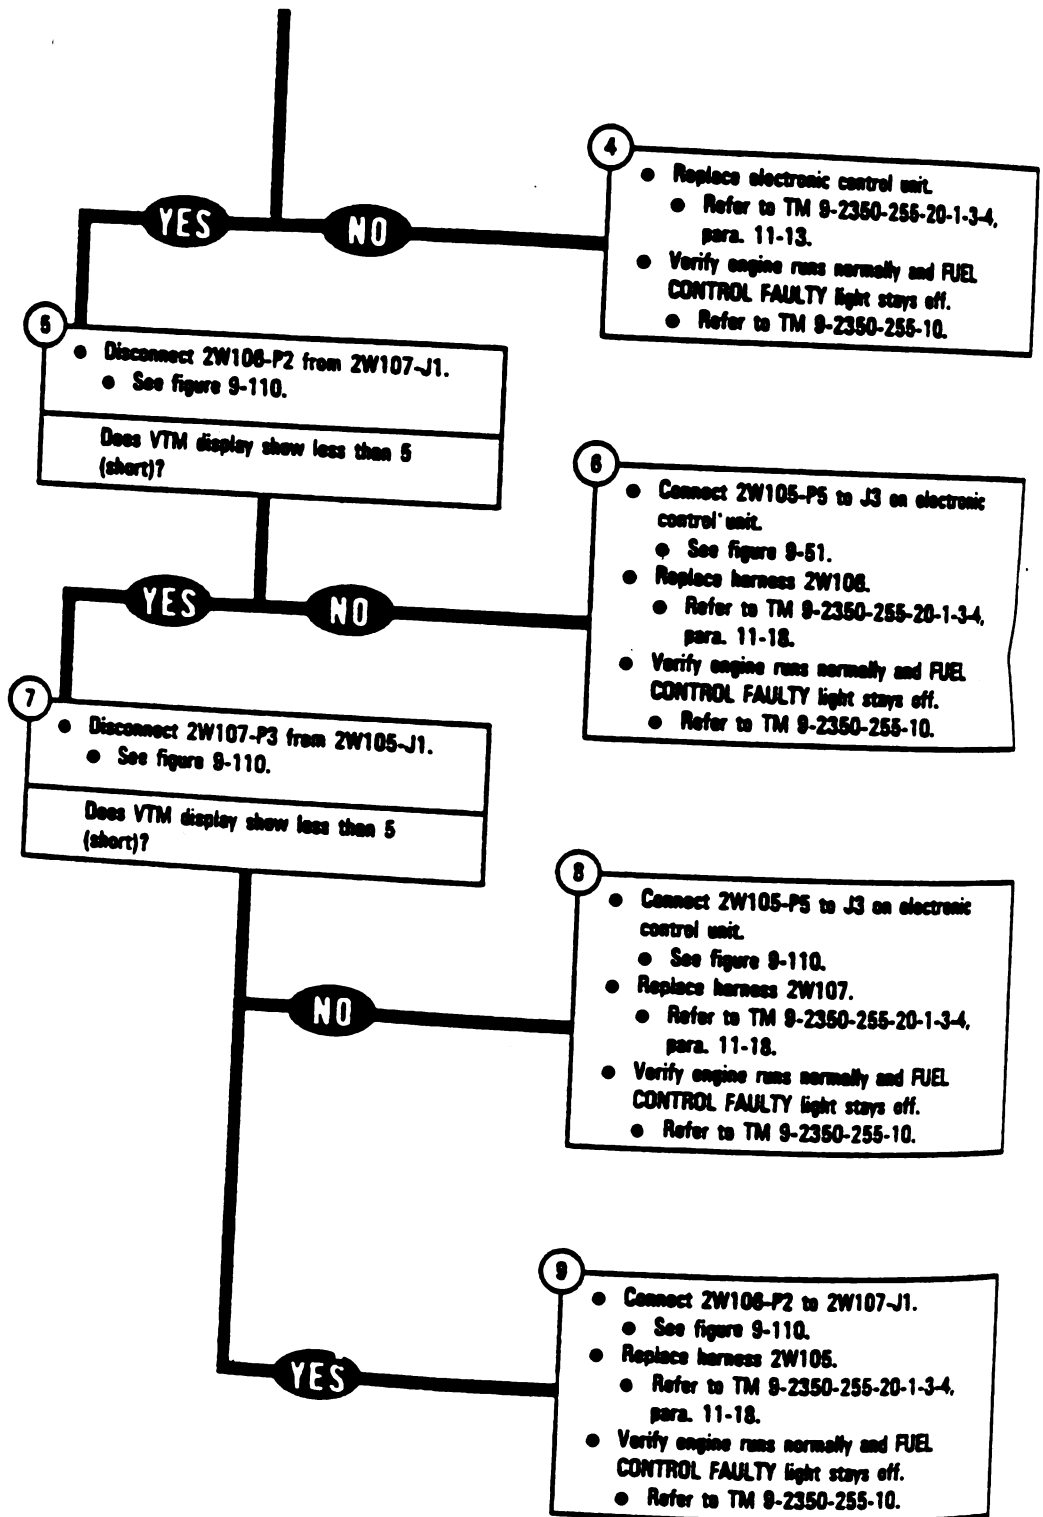 YES
NO
4
• Replace electronic control unit.
• Refer to TM 9-2350-255-20-1-3-4,
para. 11-13.
• Verify engine runs normally and FUEL
CONTROL FAULTY light stays off.
• Refer to TM 9-2350-255-10.
5
• Disconnect 2W106-P2 from 2W107-J1.
• See figure 9-110.
Does VTM display show less than 5
(short)?
YES
NO
6
• Connect 2W105-P5 to J3 on electronic
control unit.
• See figure 9-51.
• Replace harness 2W106.
• Refer to TM 9-2350-255-20-1-3-4,
para. 11-18.
• Verify engine runs normally and FUEL
CONTROL FAULTY light stays off.
• Refer to TM 9-2350-255-10.
7
• Disconnect 2W107-P3 from 2W105-J1.
• See figure 9-110.
Does VTM display show less than 5
(short)?
NO
8
• Connect 2W105-P5 to J3 on electronic
control unit.
• See figure 9-110.
• Replace harness 2W107.
• Refer to TM 9-2350-255-20-1-3-4,
para. 11-18.
• Verify engine runs normally and FUEL
CONTROL FAULTY light stays off.
• Refer to TM 9-2350-255-10.
YES
9
• Connect 2W106-P2 to 2W107-J1.
• See figure 9-110.
• Replace harness 2W105.
• Refer to TM 9-2350-255-20-1-3-4,
para. 11-18.
• Verify engine runs normally and FUEL
CONTROL FAULTY light stays off.
• Refer to TM 9-2350-255-10.